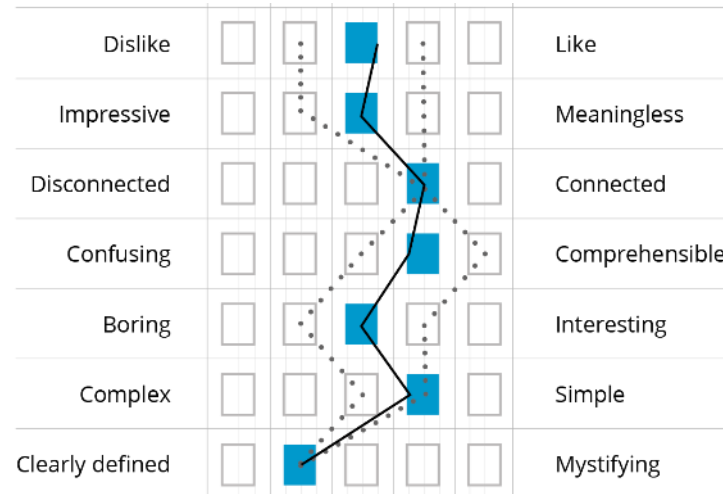 Dislike Like
Impressive Meaningless
Disconnected Connected
Confusing Comprehensible
Boring Interesting
Complex Simple
Clearly defined Mystifying